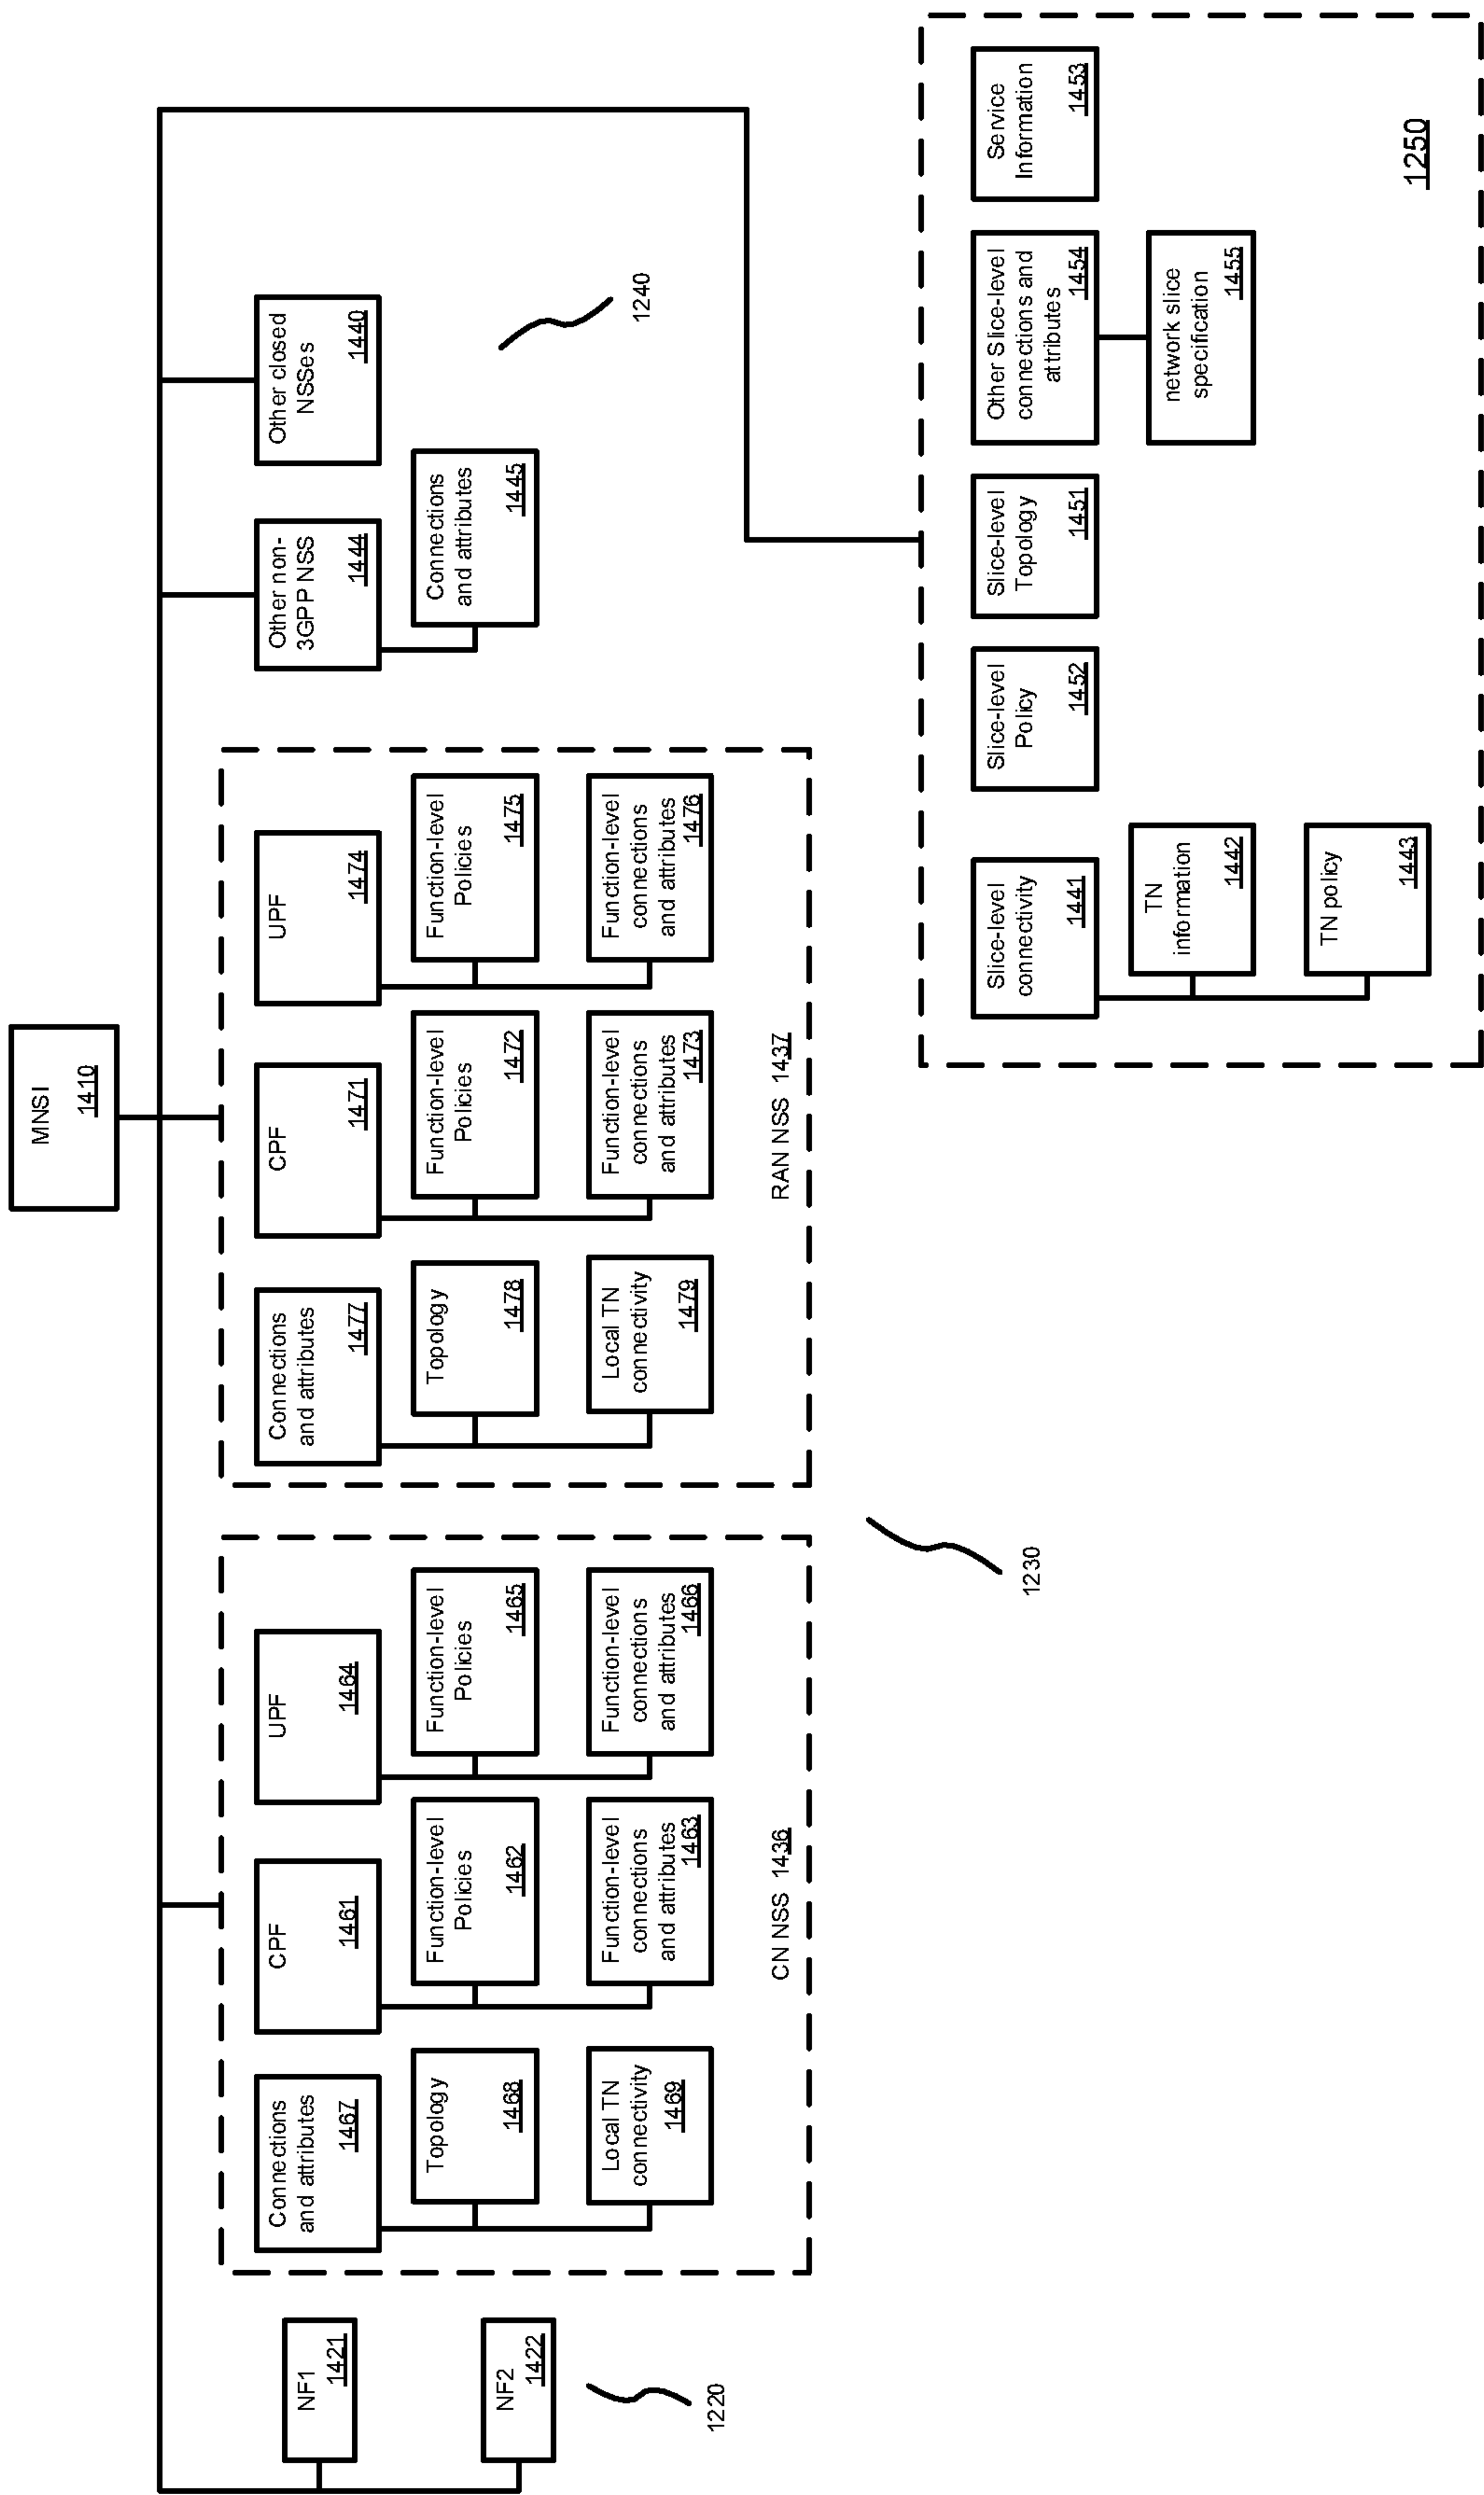 MNSI
1410
NF1
1421
NF2
1422
1220
Connections
and attributes
1467
Topology
1468
Local TN
connectivity
1469
CPF
1461
Function-level
Policies
1462
Function-level
connections
and attributes
1463
UPF
1464
Function-level
Policies
1465
Function-level
connections
and attributes
1466
CN NSS 1436
1230
Connections
and attributes
1477
Topology
1478
Local TN
connectivity
1479
CPF
1471
Function-level
Policies
1472
Function-level
connections
and attributes
1473
UPF
1474
Function-level
Policies
1475
Function-level
connections
and attributes
1476
RAN NSS 1437
Other non-
3GPP NSS
1444
Connections
and attributes
1445
Other closed
NSSes
1440
1240
Slice-level
connectivity
1441
TN
information
1442
TN policy
1443
Slice-level
Policy
1452
Slice-level
Topology
1451
Other Slice-level
connections and
attributes
1454
network slice
specification
1455
Service
Information
1453
1250